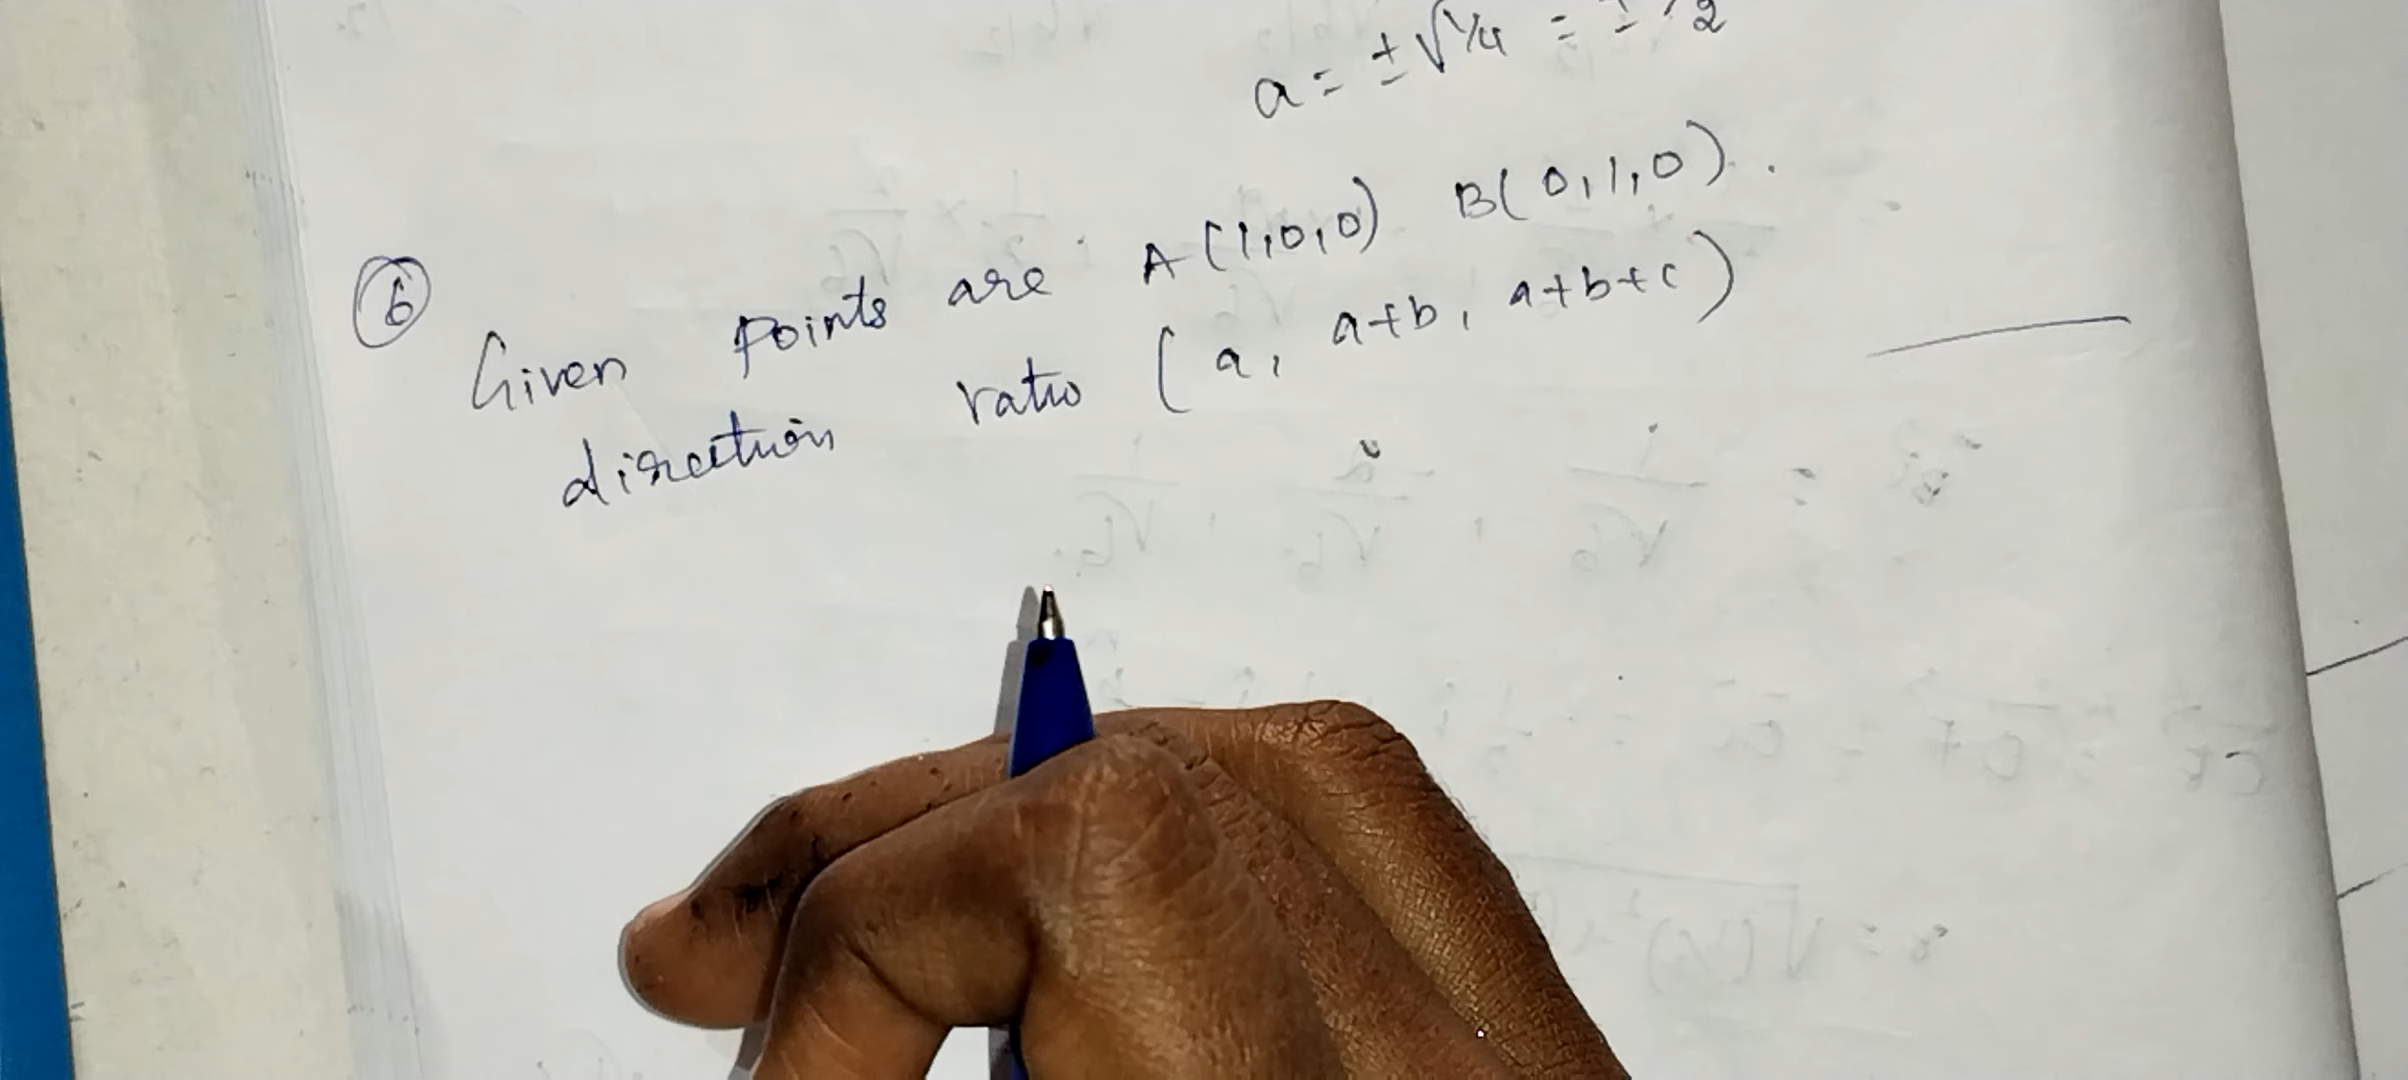 a = ±√1/4 = ± 1/2
6
Given points are A(1,0,0) B(0,1,0).
direction ratio (a, a+b, a+b+c)